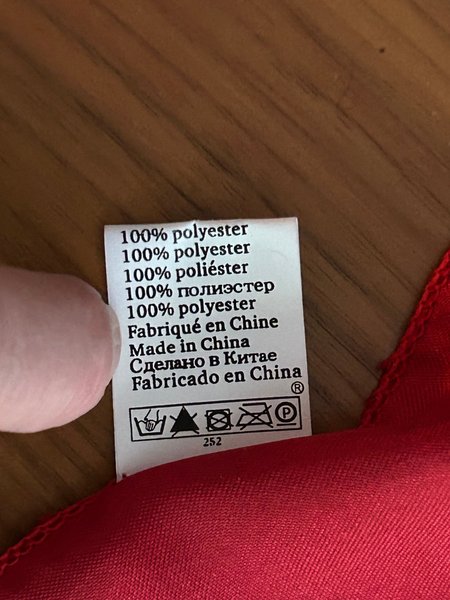 100% polyester
100% polyester
100% poliéster
100% полиэстер
100% polyester
Fabriqué en Chine
Made in China
Сделано в Китае
Fabricado en China
®
P
252